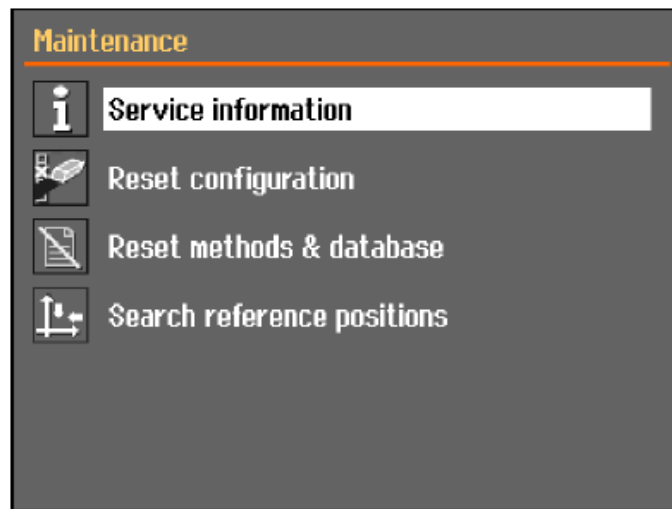 Maintenance
Service information
Reset configuration
Reset methods & database
Search reference positions